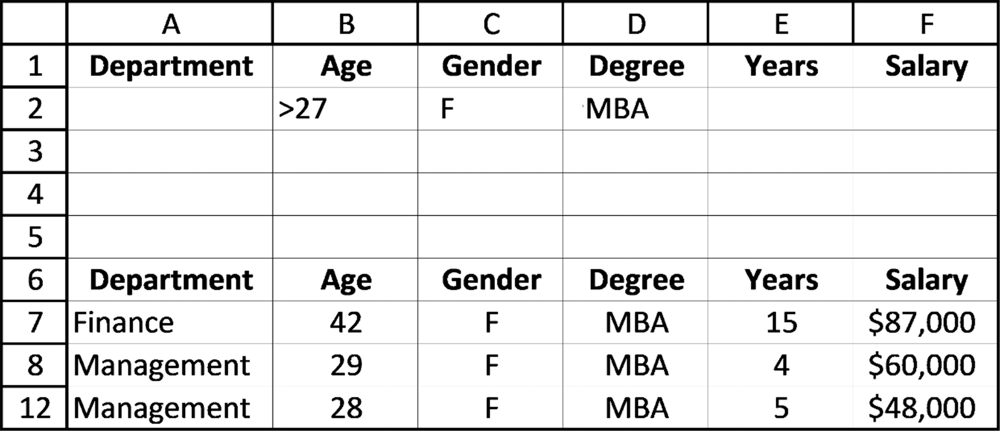 A B C D E F
1 Department Age Gender Degree Years Salary
2 >27 F MBA
3
4
5
6 Department Age Gender Degree Years Salary
7 Finance 42 F MBA 15 $87,000
8 Management 29 F MBA 4 $60,000
12 Management 28 F MBA 5 $48,000